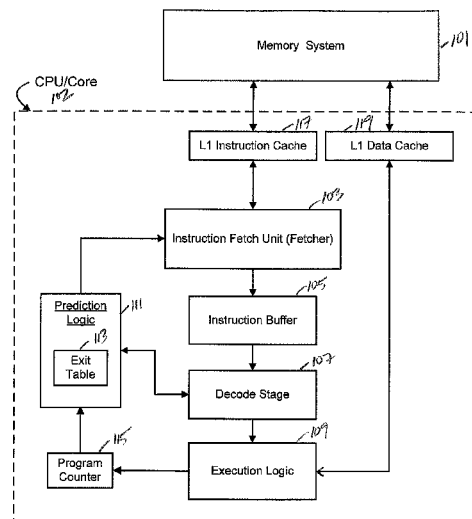 Memory System
101
CPU/Core
102
117
119
L1 Instruction Cache
L1 Data Cache
103
Instruction Fetch Unit (Fetcher)
105
Prediction
Logic
111
Instruction Buffer
113
Exit
Table
107
Decode Stage
109
115
Program
Counter
Execution Logic